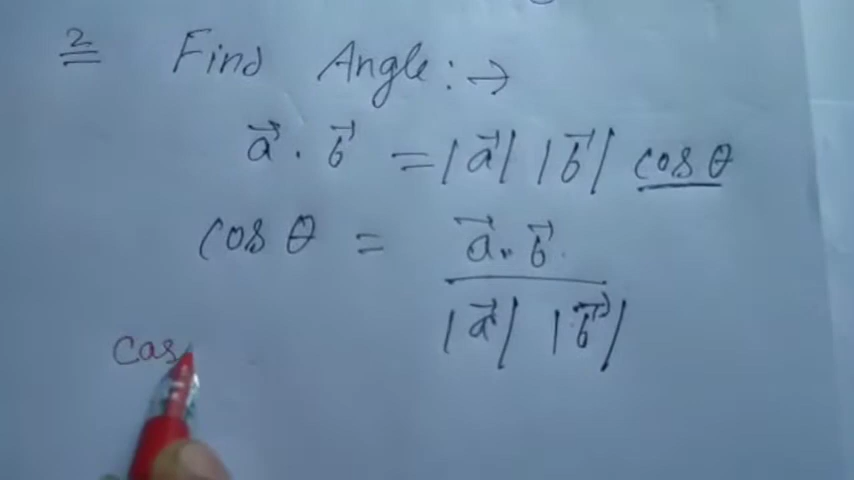 2 Find Angle:→
a⃗ . b⃗ = |a⃗| |b⃗| cos θ
cos θ = a⃗ . b⃗
|a⃗| |b⃗|
Cas